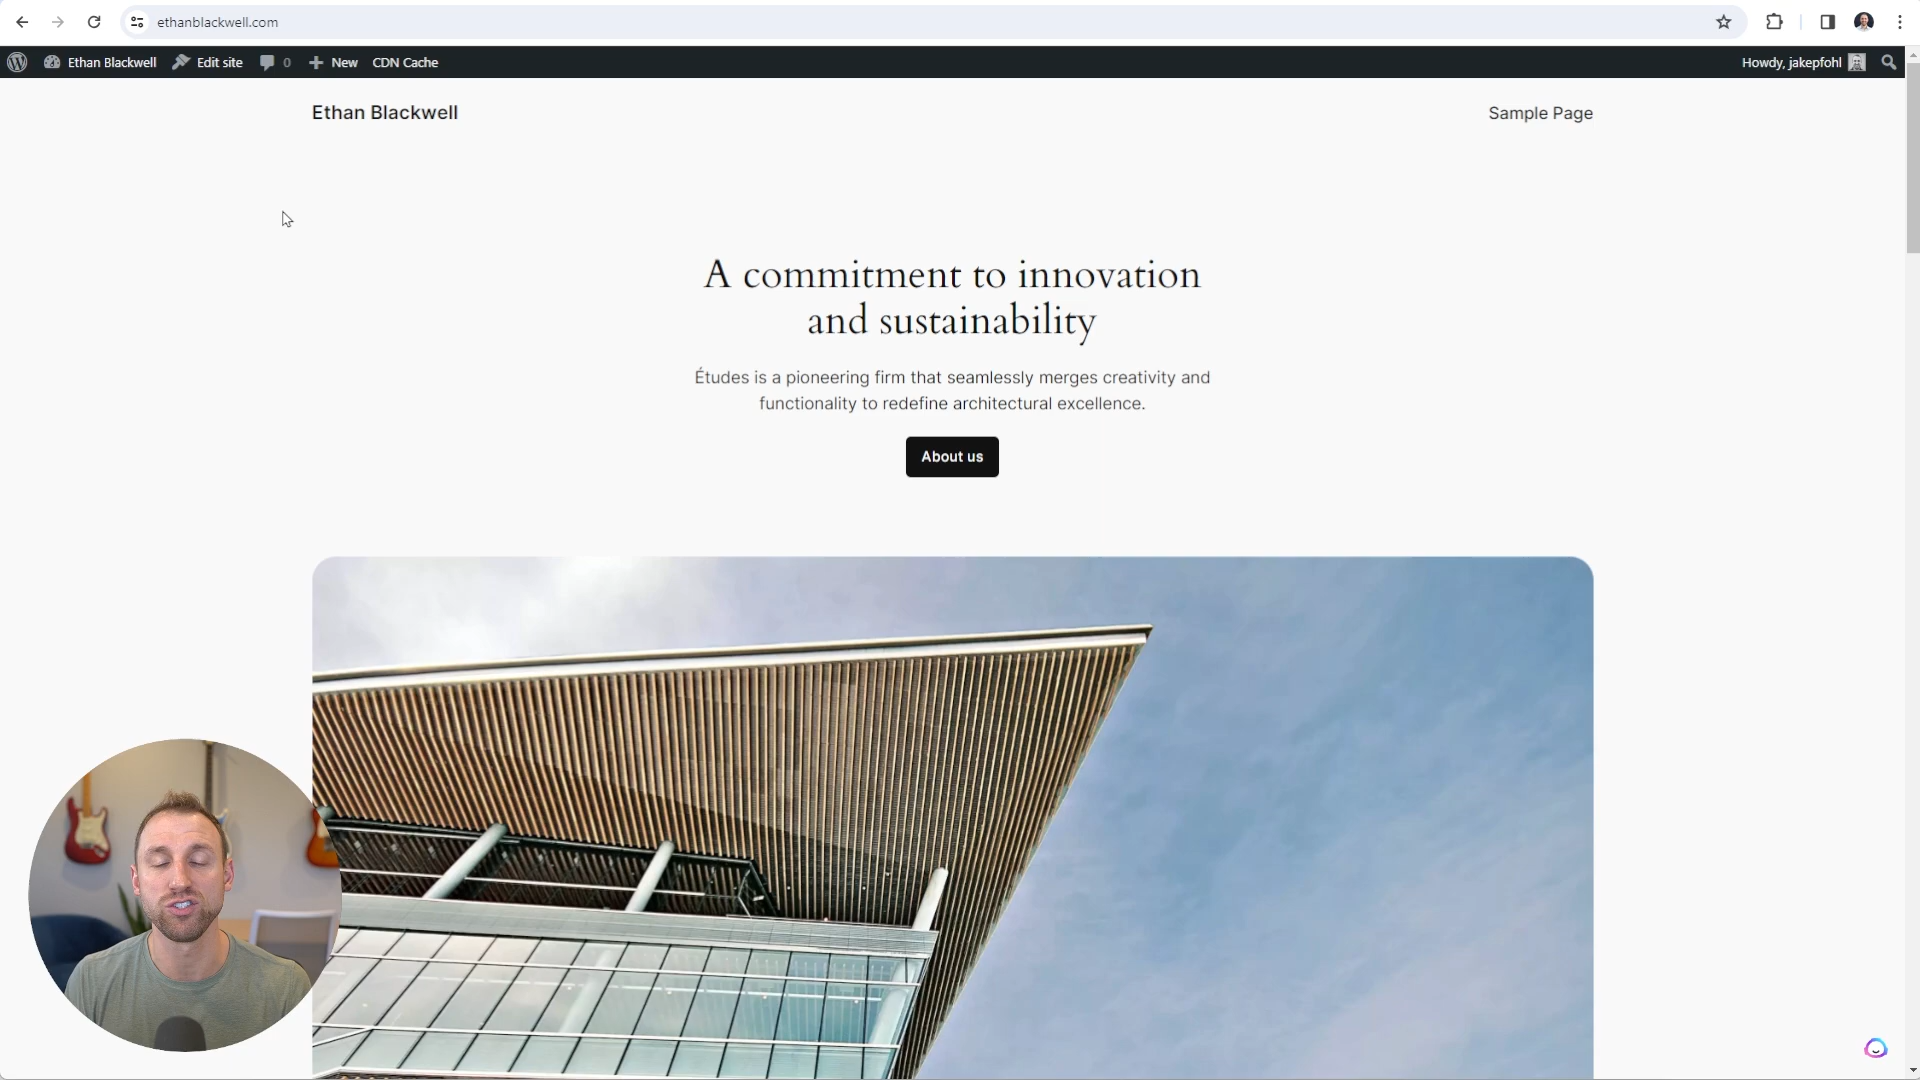 ethanblackwell.com
Ethan Blackwell Edit site 0 New CDN Cache Howdy, jakepfohl
Ethan Blackwell Sample Page
A commitment to innovation
and sustainability
Études is a pioneering firm that seamlessly merges creativity and
functionality to redefine architectural excellence.
About us